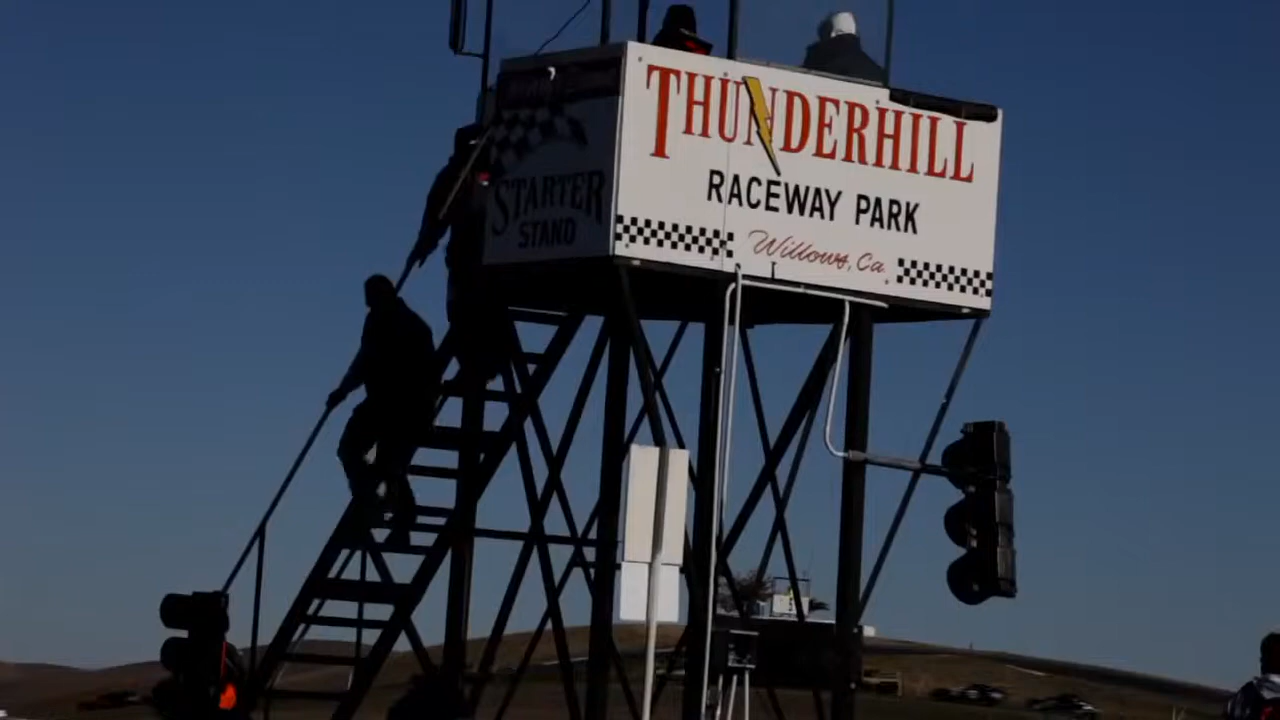 THUNDERHILL
RACEWAY PARK
Willows, Ca.
STARTER
STAND